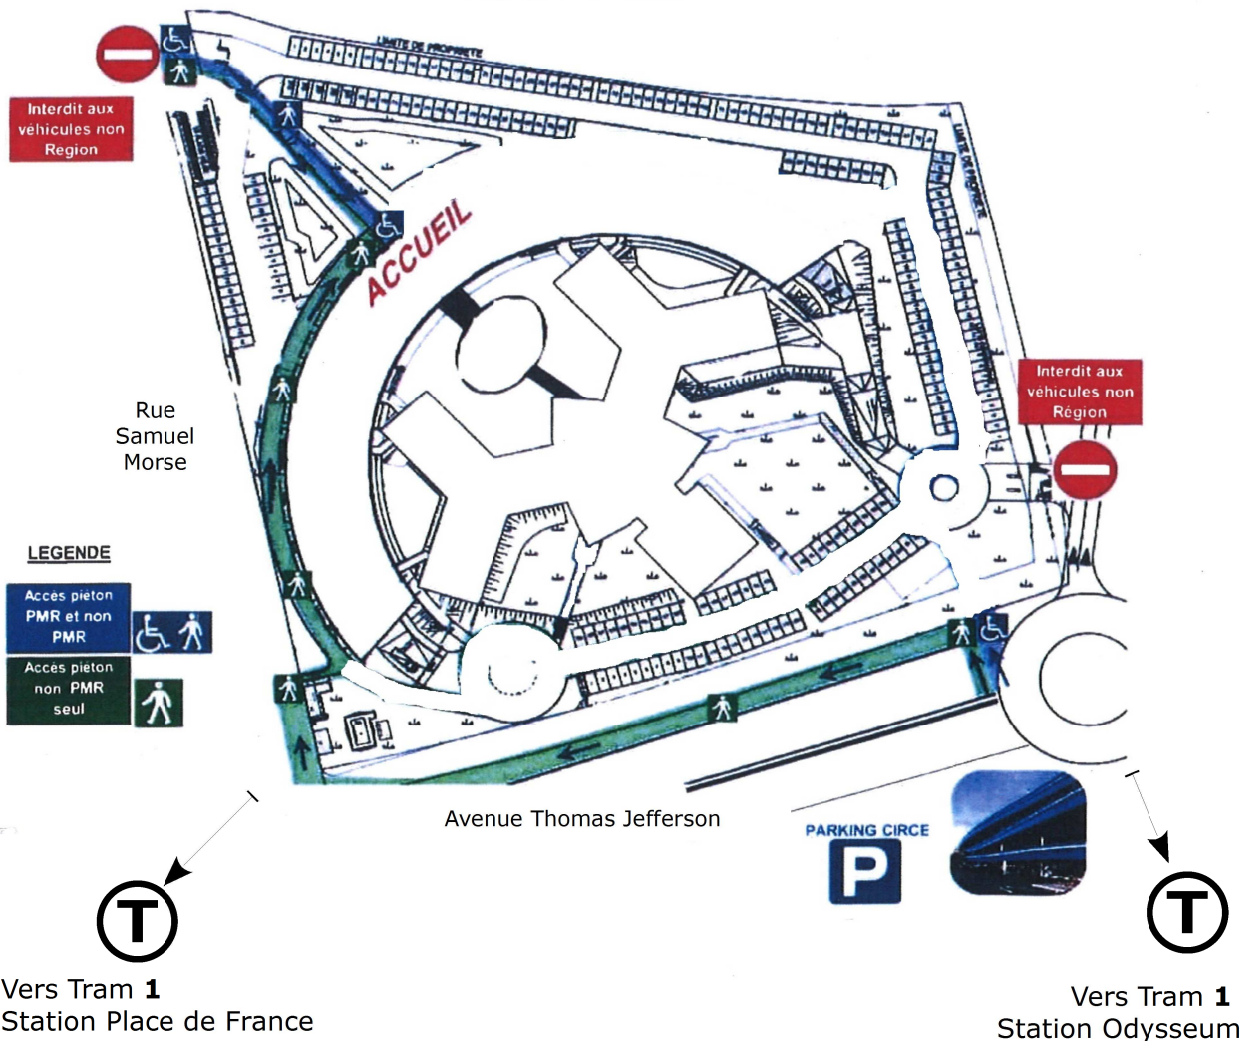 LIMITE DE PROPRIETE
Interdit aux
véhicules non
Region
LIMITE DE PROPRIETE
ACCUEIL
Interdit aux
véhicules non
Région
Rue
Samuel
Morse
LEGENDE
Accès piéton
PMR et non
PMR
Accès piéton
non PMR
seul
Avenue Thomas Jefferson
PARKING CIRCE
P
T
Vers Tram 1
Station Place de France
T
Vers Tram 1
Station Odysseum